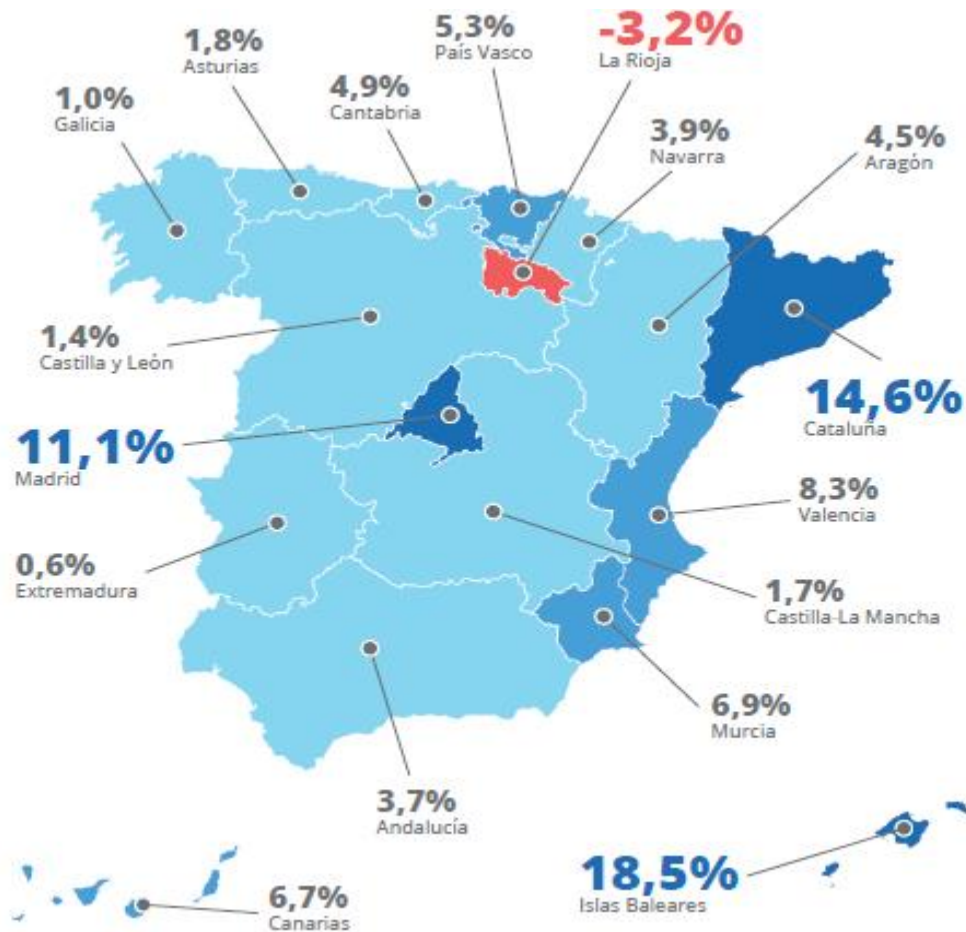 1,8%
Asturias
5,3%
País Vasco
-3,2%
La Rioja
1,0%
Galicia
4,9%
Cantabria
3,9%
Navarra
4,5%
Aragón
1,4%
Castilla y León
14,6%
Cataluña
11,1%
Madrid
8,3%
Valencia
0,6%
Extremadura
1,7%
Castilla-La Mancha
6,9%
Murcia
3,7%
Andalucía
18,5%
Islas Baleares
6,7%
Canarias